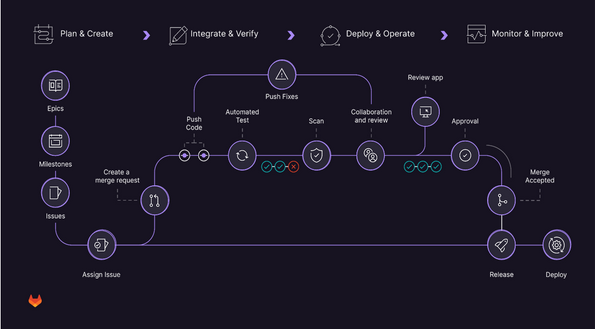 Plan & Create
Integrate & Verify
Deploy & Operate
Monitor & Improve
Review app
Epics
Push Fixes
Push
Code
Automated
Test
Scan
Collaboration
and review
Approval
Milestones
Create a
merge request
Merge
Accepted
Issues
Assign Issue
Release
Deploy